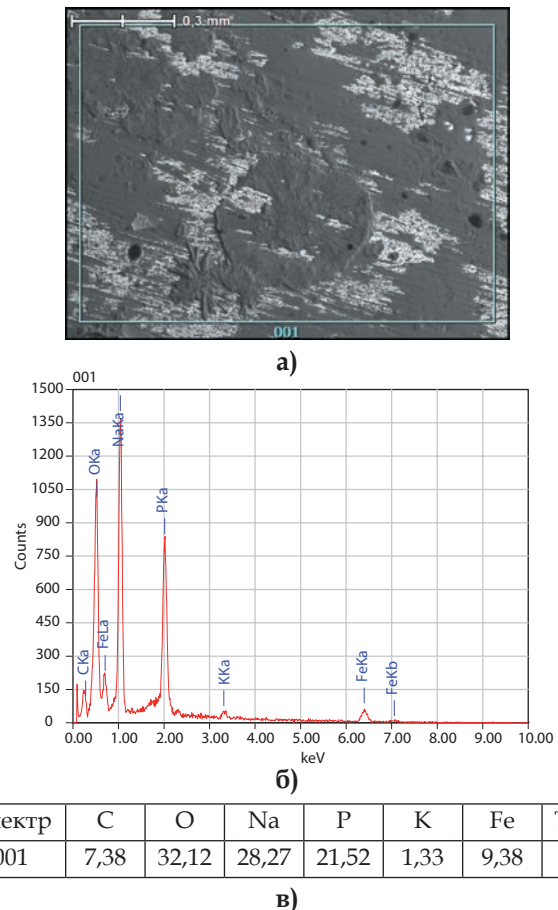 0,3 mm
001
а)
001
1500
1350
1200
1050
900
750
600
450
300
150
0
Counts
CKa
OKa
FeLa
NaKa
PKa
KKa
FeKa
FeKb
0.00 1.00 2.00 3.00 4.00 5.00 6.00 7.00 8.00 9.00 10.00
keV
б)
лектр C O Na P K Fe
001 7,38 32,12 28,27 21,52 1,33 9,38
в)